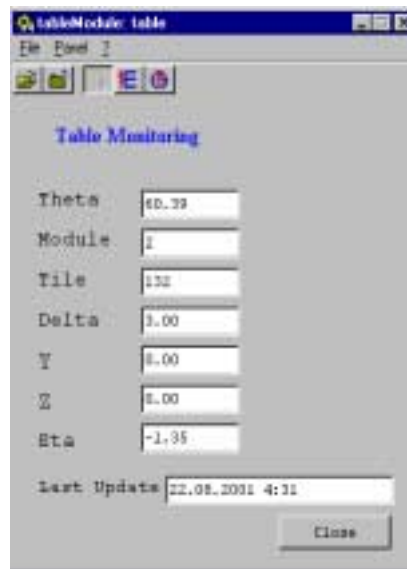 tableModule: table
File Panel ?
Table Monitoring
Theta 60.39
Module 2
Tile 132
Delta 3.00
Y 0.00
Z 0.00
Eta -1.35
Last Update 22.08.2001 4:31
Close